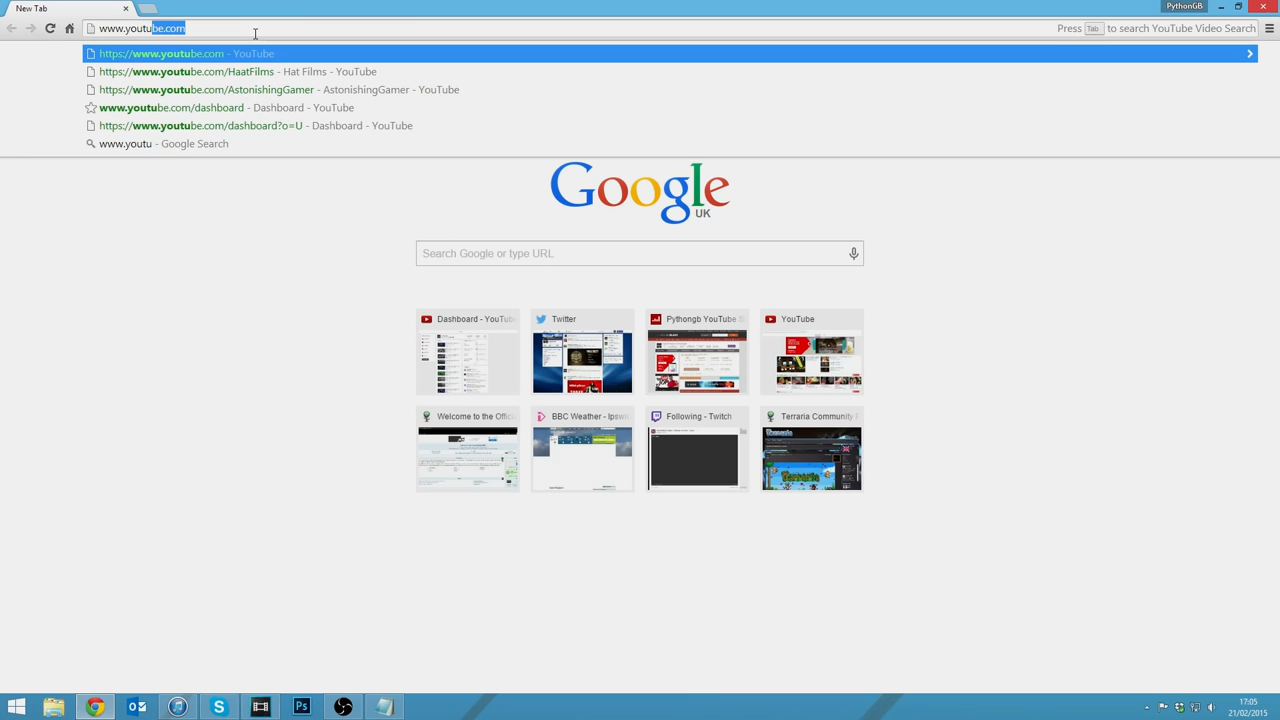 New Tab
PythonGB
www.youtube.com
Press Tab to search YouTube Video Search
https://www.youtube.com - YouTube
https://www.youtube.com/HaatFilms - Hat Films - YouTube
https://www.youtube.com/AstonishingGamer - AstonishingGamer - YouTube
www.youtube.com/dashboard - Dashboard - YouTube
https://www.youtube.com/dashboard?o=U - Dashboard - YouTube
www.youtu - Google Search
Google
UK
Search Google or type URL
Dashboard - YouTube
Twitter
Pythongb YouTube S
YouTube
Welcome to the Offici
BBC Weather - Ipswi
Following - Twitch
Terraria Community F
Ps
17:05
21/02/2015